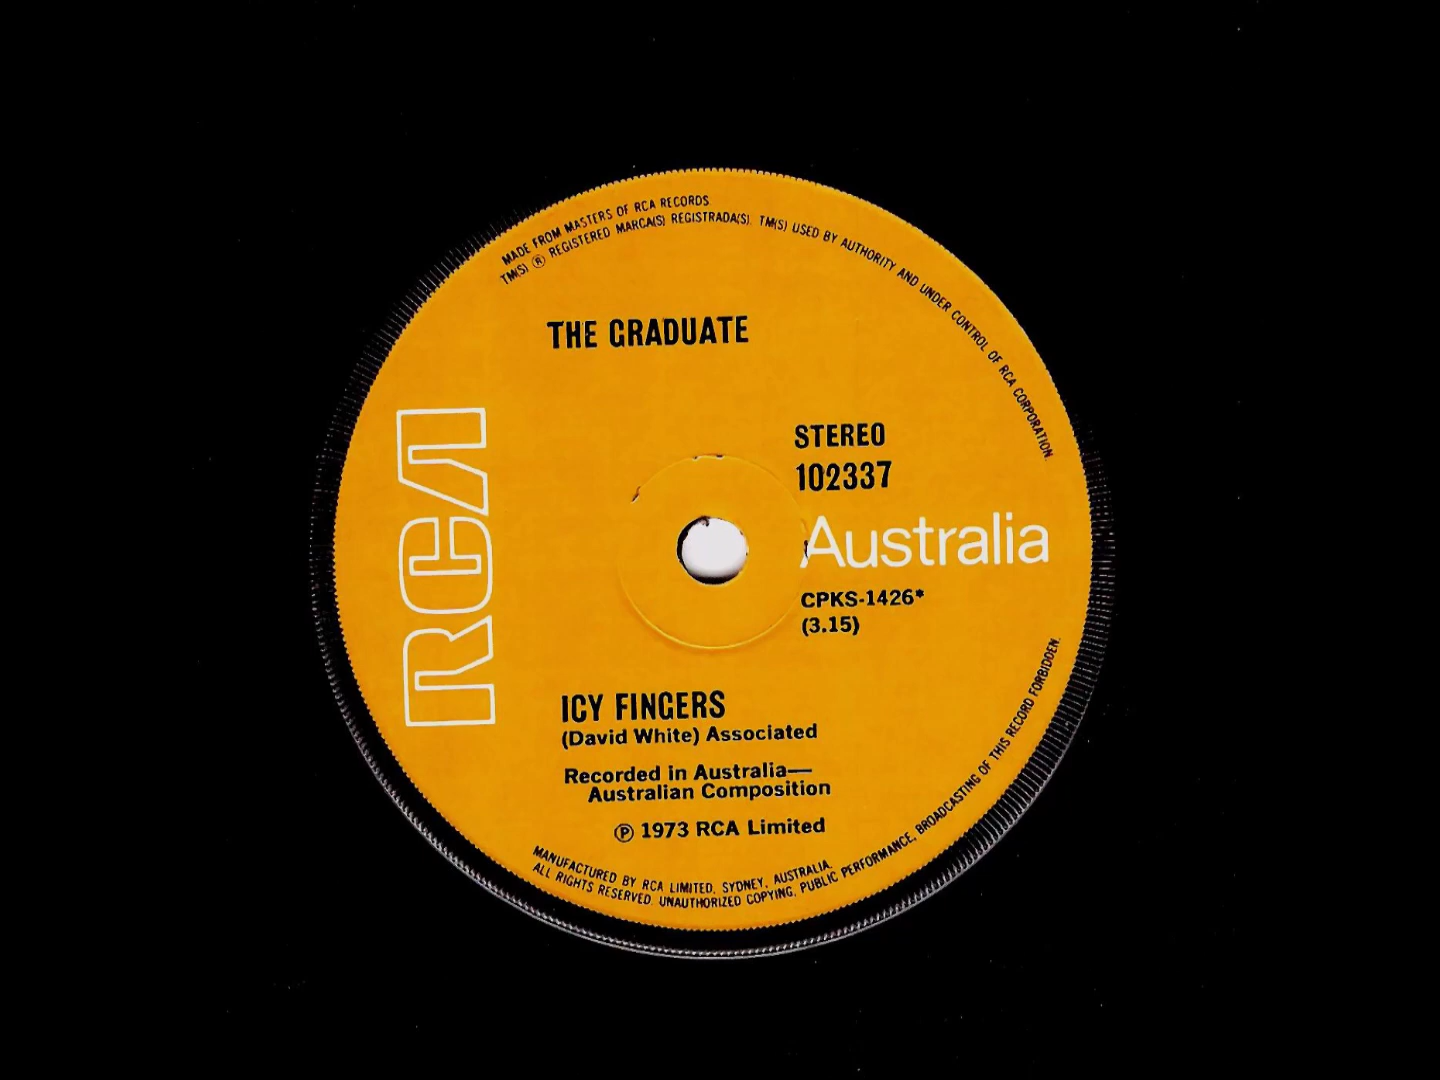 MADE FROM MASTERS OF RCA RECORDS
TM(S) ® REGISTERED MARCA(S) REGISTRADA(S). TM(S) USED BY AUTHORITY AND UNDER CONTROL OF RCA CORPORATION.
THE GRADUATE
RCA
STEREO
102337
Australia
CPKS-1426*
(3.15)
ICY FINGERS
(David White) Associated
Recorded in Australia—
Australian Composition
℗ 1973 RCA Limited
MANUFACTURED BY RCA LIMITED, SYDNEY, AUSTRALIA.
ALL RIGHTS RESERVED. UNAUTHORIZED COPYING, PUBLIC PERFORMANCE, BROADCASTING OF THIS RECORD FORBIDDEN.